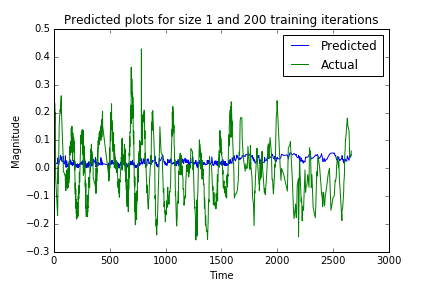 Predicted plots for size 1 and 200 training iterations
0.5
0.4
0.3
0.2
0.1
0.0
−0.1
−0.2
−0.3
Magnitude
Predicted
Actual
0 500 1000 1500 2000 2500 3000
Time